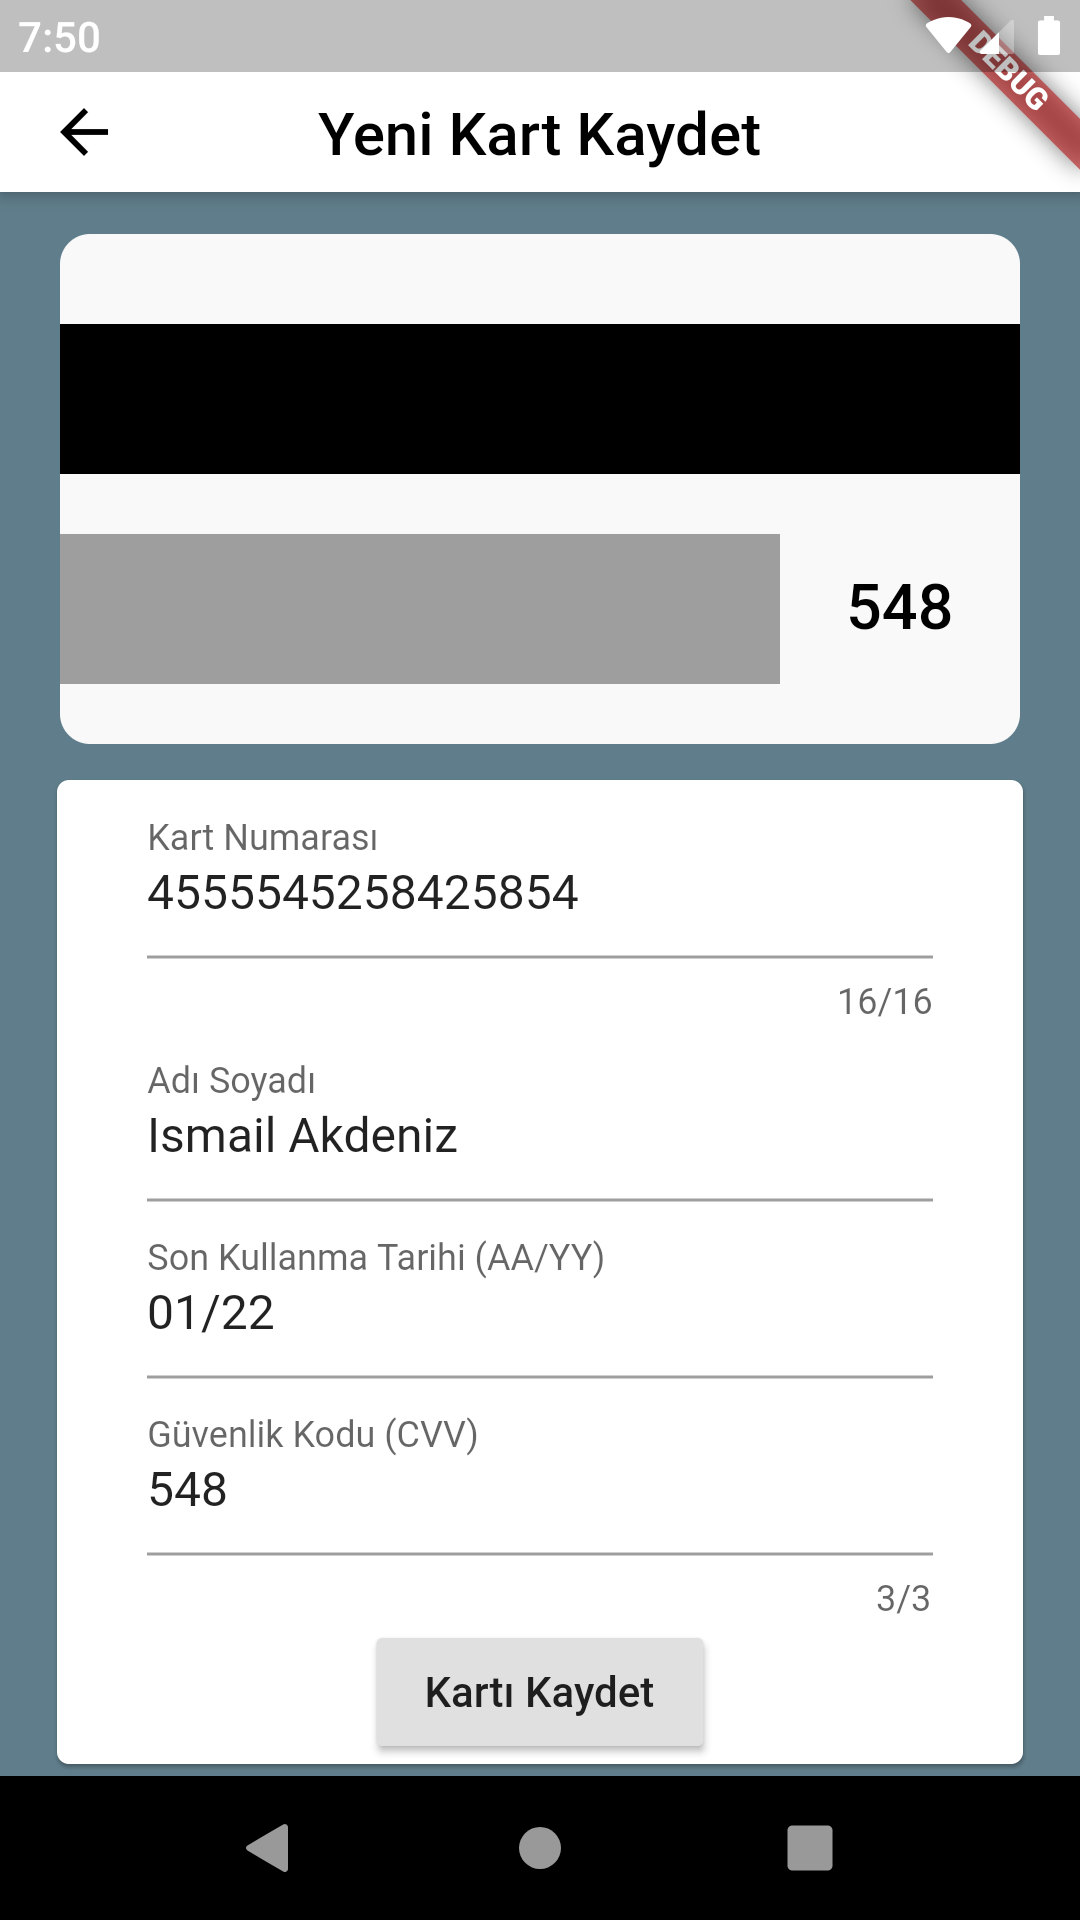 7:50
DEBUG
Yeni Kart Kaydet
548
Kart Numarası
4555545258425854
16/16
Adı Soyadı
Ismail Akdeniz
Son Kullanma Tarihi (AA/YY)
01/22
Güvenlik Kodu (CVV)
548
3/3
Kartı Kaydet